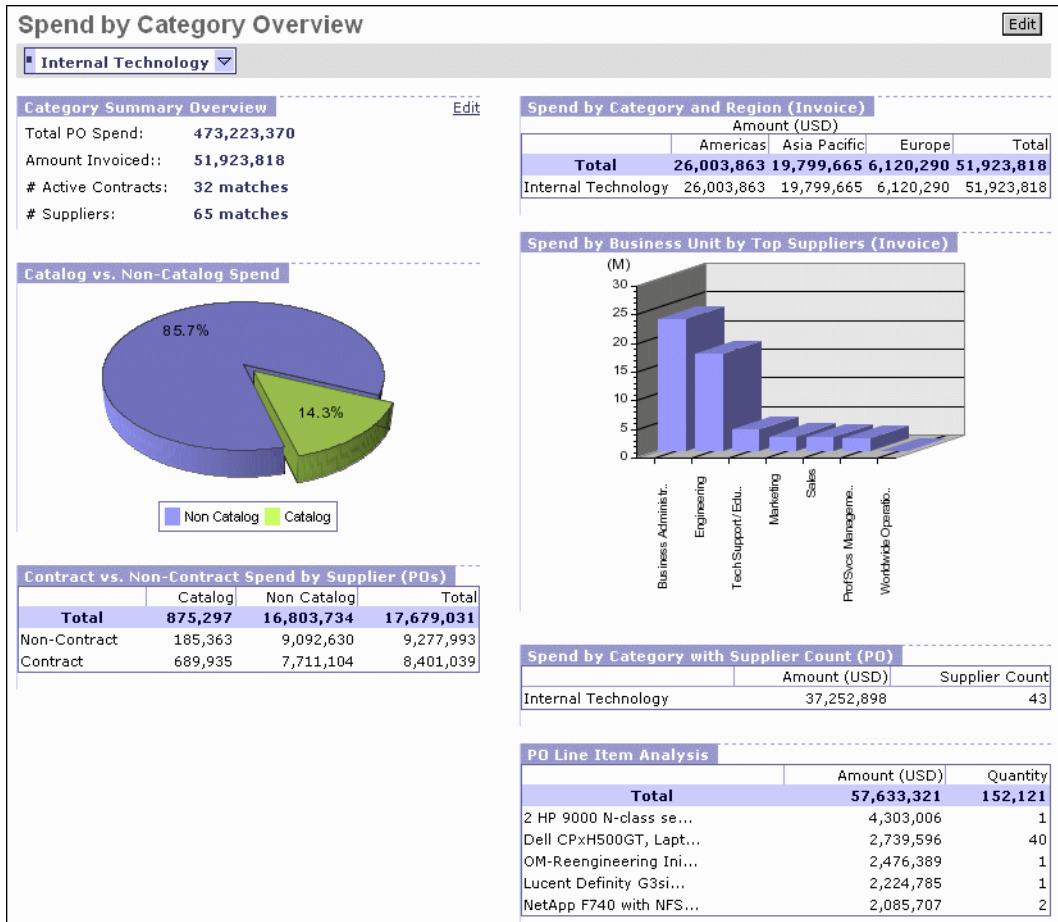 Spend by Category Overview
Edit
Internal Technology
Category Summary Overview
Edit
Total PO Spend: 473,223,370
Amount Invoiced:: 51,923,818
# Active Contracts: 32 matches
# Suppliers: 65 matches
Catalog vs. Non-Catalog Spend
85.7%
14.3%
Non Catalog Catalog
Contract vs. Non-Contract Spend by Supplier (POs)
Catalog Non Catalog Total
Total 875,297 16,803,734 17,679,031
Non-Contract 185,363 9,092,630 9,277,993
Contract 689,935 7,711,104 8,401,039
Spend by Category and Region (Invoice)
Amount (USD)
Americas Asia Pacific Europe Total
Total 26,003,863 19,799,665 6,120,290 51,923,818
Internal Technology 26,003,863 19,799,665 6,120,290 51,923,818
Spend by Business Unit by Top Suppliers (Invoice)
(M)
30
25
20
15
10
5
0
Business Administr..
Engineering
Tech Support / Edu..
Marketing
Sales
ProfSvcs Manageme..
Worldwide Operatio..
Spend by Category with Supplier Count (PO)
Amount (USD) Supplier Count
Internal Technology 37,252,898 43
PO Line Item Analysis
Amount (USD) Quantity
Total 57,633,321 152,121
2 HP 9000 N-class se... 4,303,006 1
Dell CPxH500GT, Lapt... 2,739,596 40
OM-Reengineering Ini... 2,476,389 1
Lucent Definity G3si... 2,224,785 1
NetApp F740 with NFS... 2,085,707 2